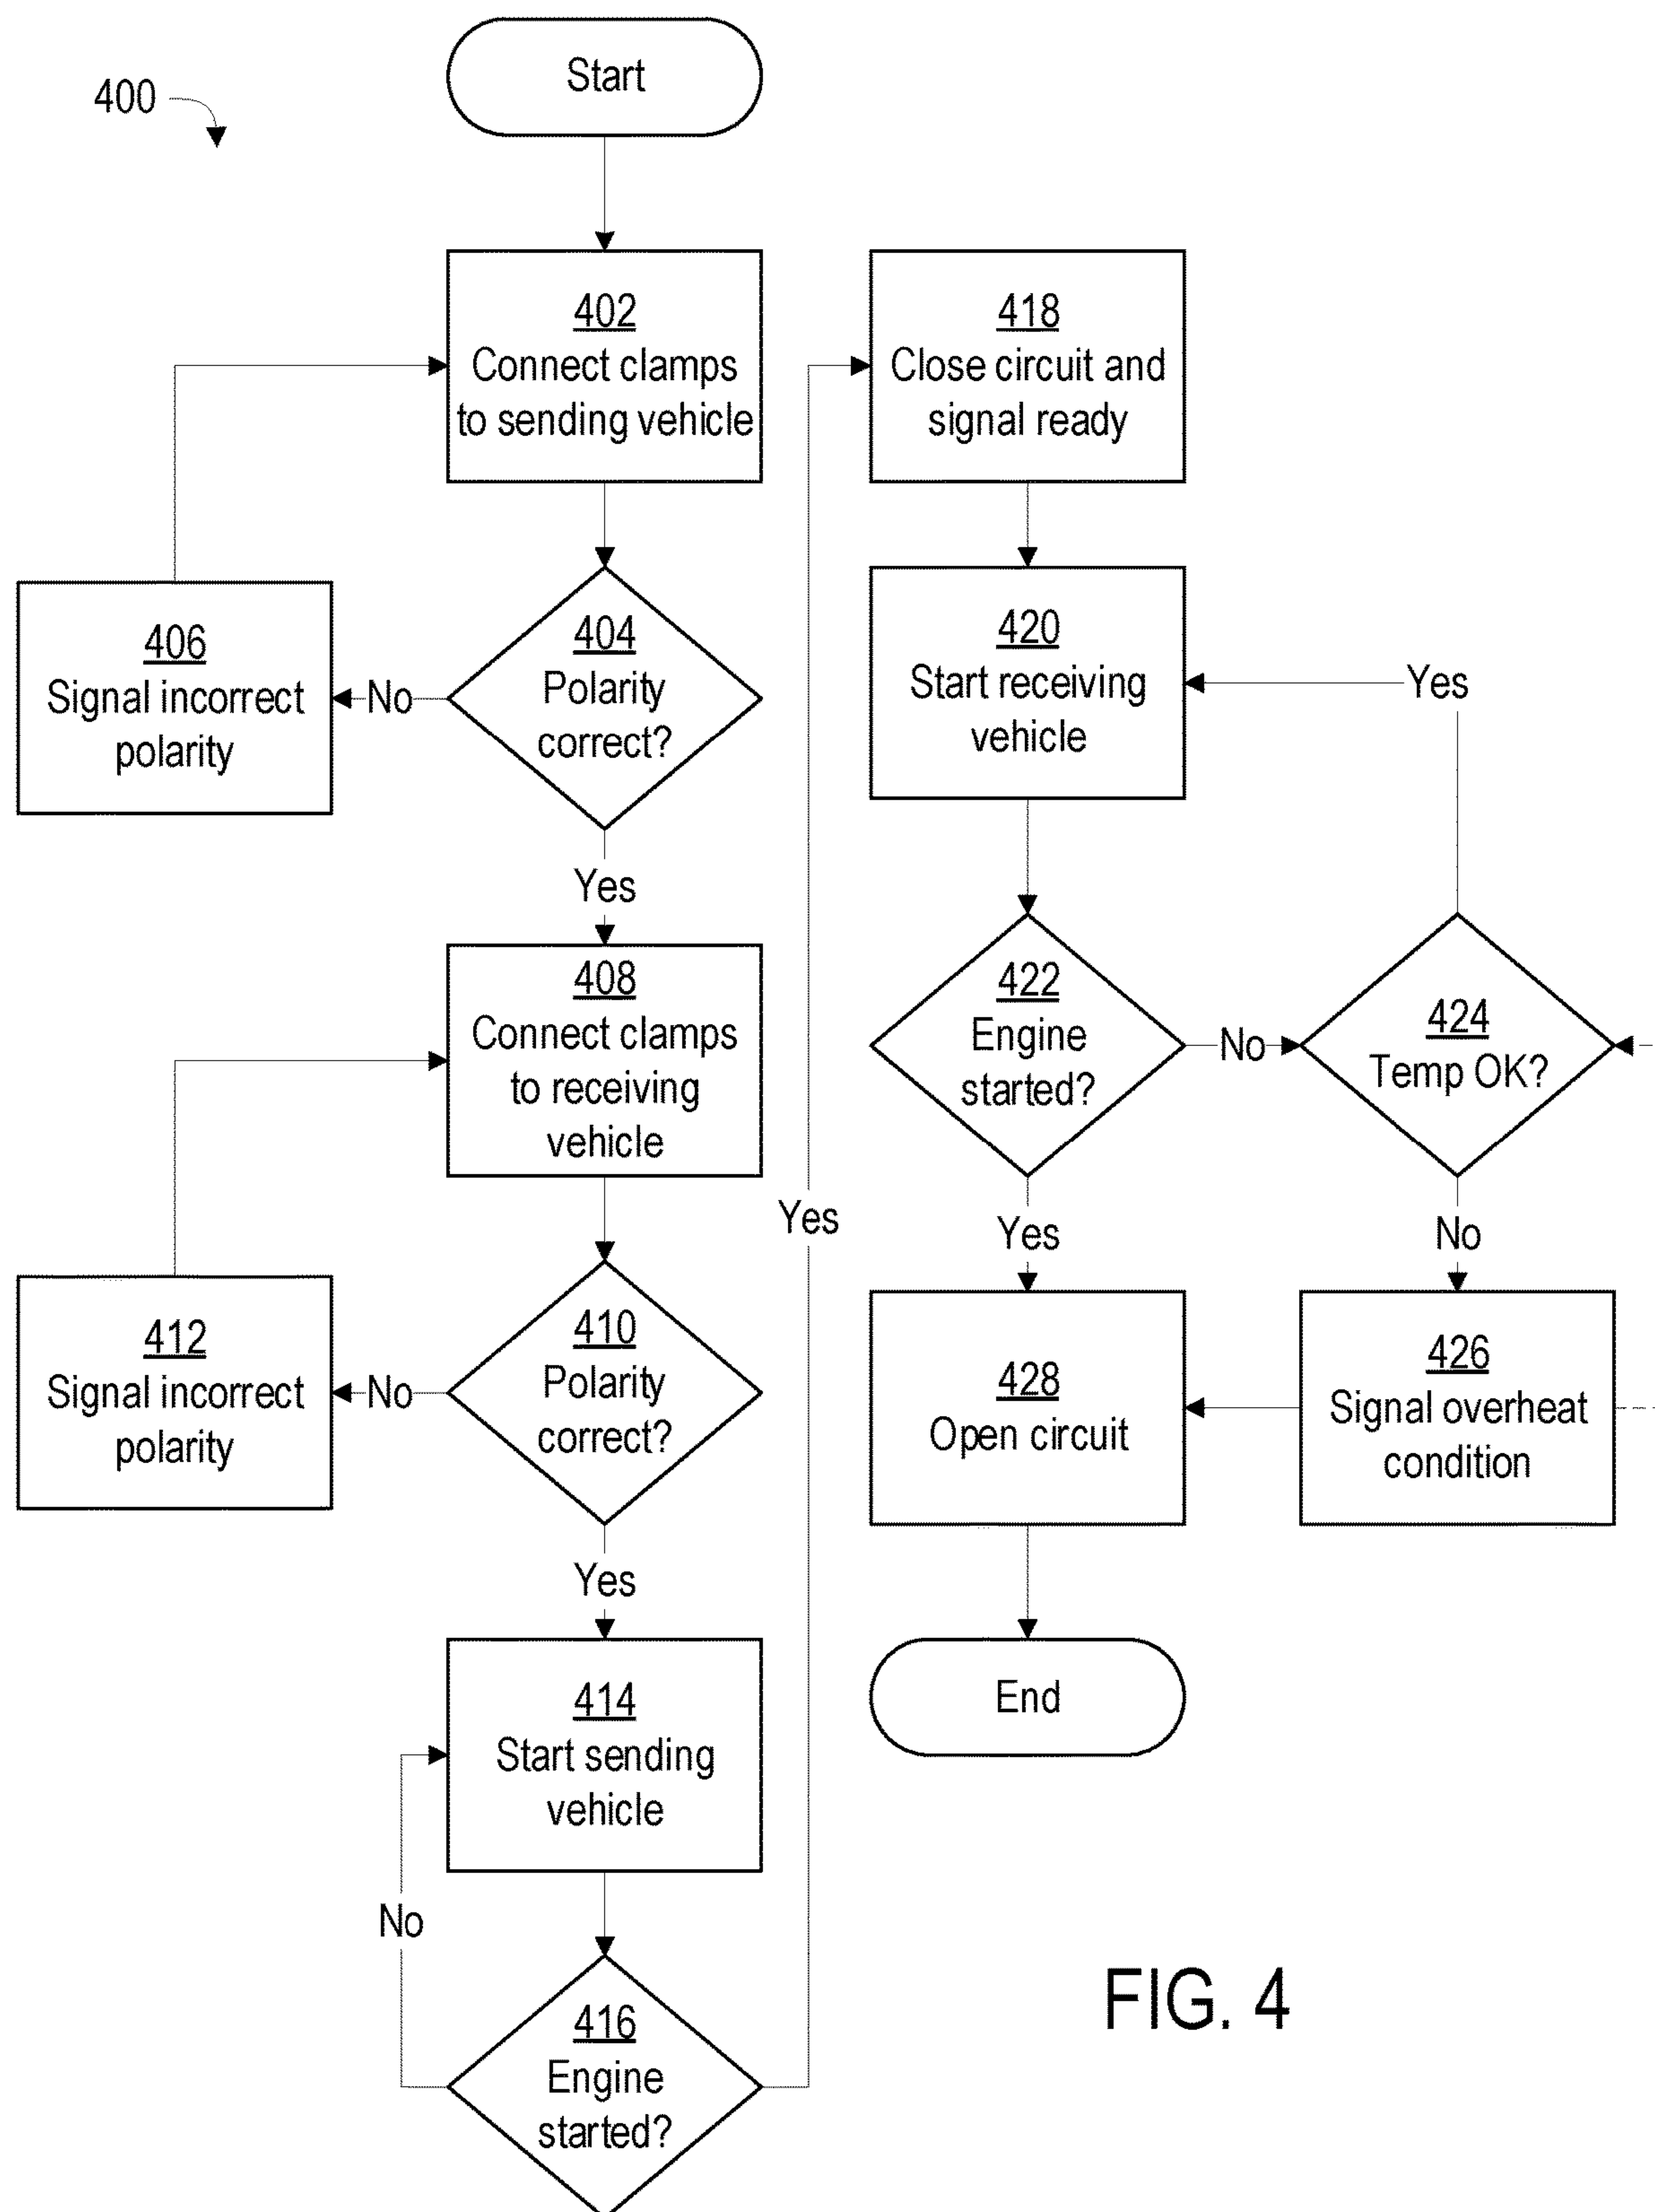 400
Start
402
Connect clamps
to sending vehicle
404
Polarity
correct?
No
406
Signal incorrect
polarity
Yes
408
Connect clamps
to receiving
vehicle
410
Polarity
correct?
No
412
Signal incorrect
polarity
Yes
414
Start sending
vehicle
No
416
Engine
started?
Yes
418
Close circuit and
signal ready
420
Start receiving
vehicle
Yes
422
Engine
started?
No
424
Temp OK?
Yes
No
428
Open circuit
426
Signal overheat
condition
End
FIG. 4